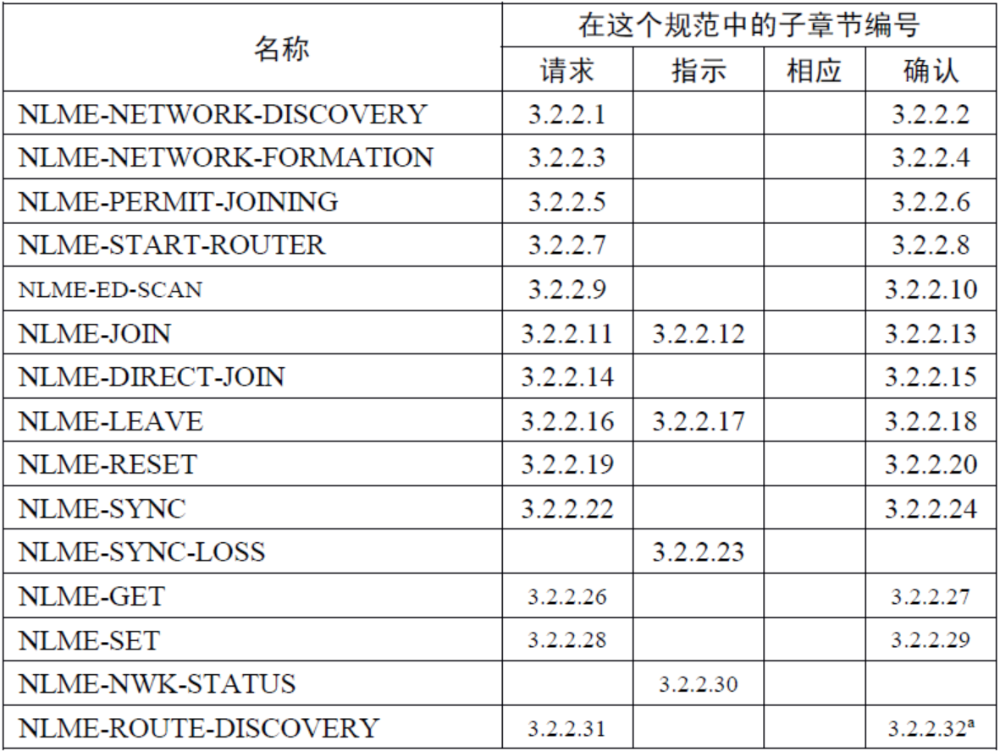 名称 在这个规范中的子章节编号
请求 指示 相应 确认
NLME-NETWORK-DISCOVERY 3.2.2.1 3.2.2.2
NLME-NETWORK-FORMATION 3.2.2.3 3.2.2.4
NLME-PERMIT-JOINING 3.2.2.5 3.2.2.6
NLME-START-ROUTER 3.2.2.7 3.2.2.8
NLME-ED-SCAN 3.2.2.9 3.2.2.10
NLME-JOIN 3.2.2.11 3.2.2.12 3.2.2.13
NLME-DIRECT-JOIN 3.2.2.14 3.2.2.15
NLME-LEAVE 3.2.2.16 3.2.2.17 3.2.2.18
NLME-RESET 3.2.2.19 3.2.2.20
NLME-SYNC 3.2.2.22 3.2.2.24
NLME-SYNC-LOSS 3.2.2.23
NLME-GET 3.2.2.26 3.2.2.27
NLME-SET 3.2.2.28 3.2.2.29
NLME-NWK-STATUS 3.2.2.30
NLME-ROUTE-DISCOVERY 3.2.2.31 3.2.2.32ª